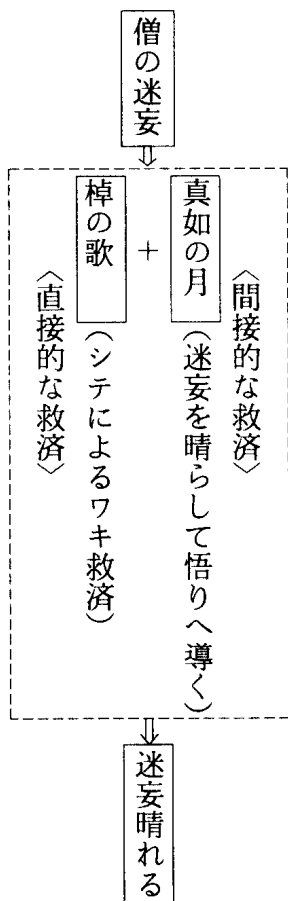 僧の迷妄
⇩
〈間接的な救済〉
真如の月（迷妄を晴らして悟りへ導く）
＋
棹の歌（シテによるワキ救済）
〈直接的な救済〉
⇩
迷妄晴れる